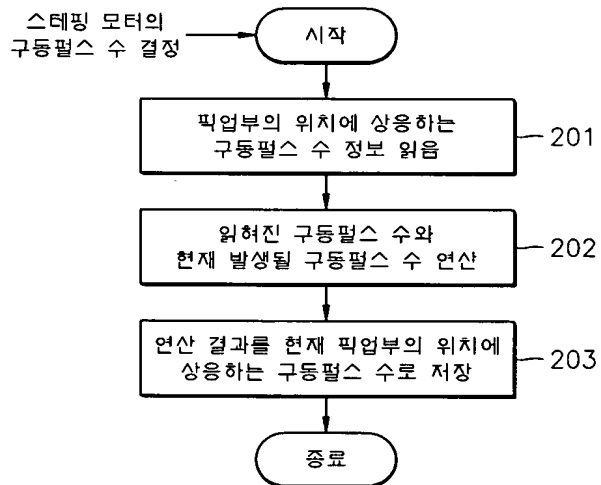 스테핑 모터의
구동펄스 수 결정
시작
픽업부의 위치에 상응하는
구동펄스 수 정보 읽음
201
읽혀진 구동펄스 수와
현재 발생될 구동펄스 수 연산
202
연산 결과를 현재 픽업부의 위치에
상응하는 구동펄스 수로 저장
203
종료